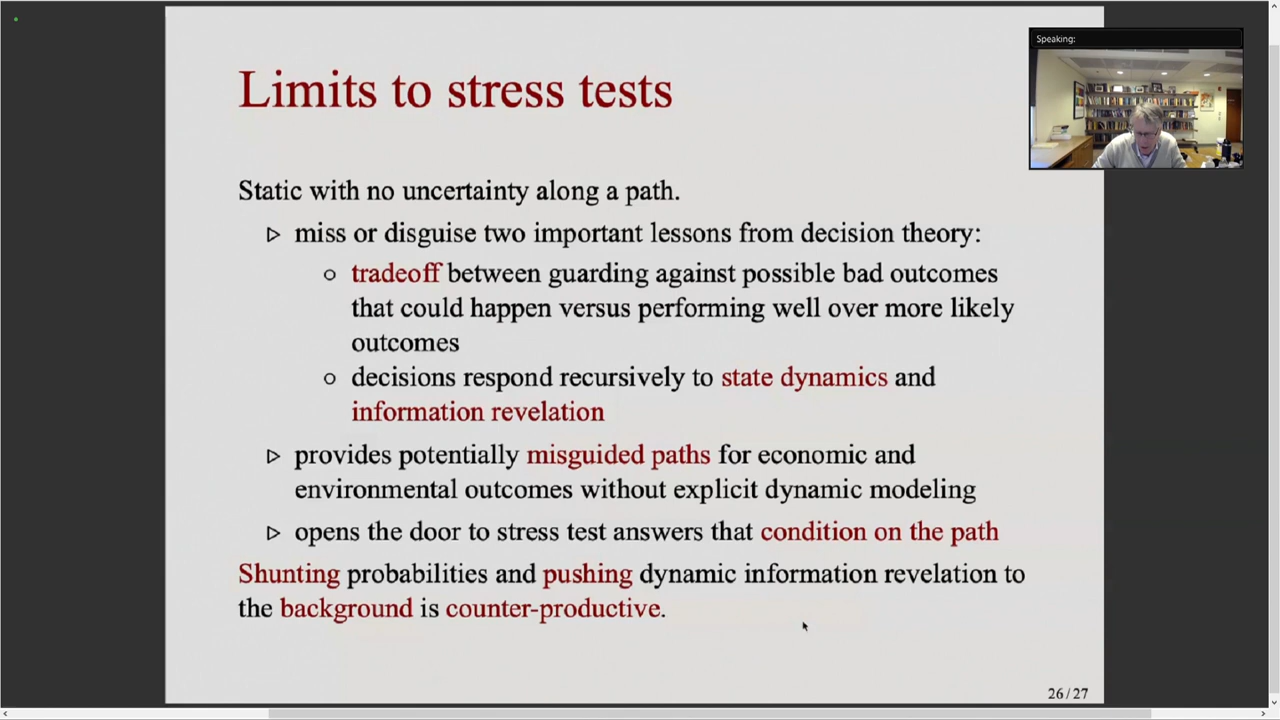 Speaking:
Limits to stress tests
Static with no uncertainty along a path.
▷ miss or disguise two important lessons from decision theory:
○ tradeoff between guarding against possible bad outcomes
that could happen versus performing well over more likely
outcomes
○ decisions respond recursively to state dynamics and
information revelation
▷ provides potentially misguided paths for economic and
environmental outcomes without explicit dynamic modeling
▷ opens the door to stress test answers that condition on the path
Shunting probabilities and pushing dynamic information revelation to
the background is counter-productive.
26/27